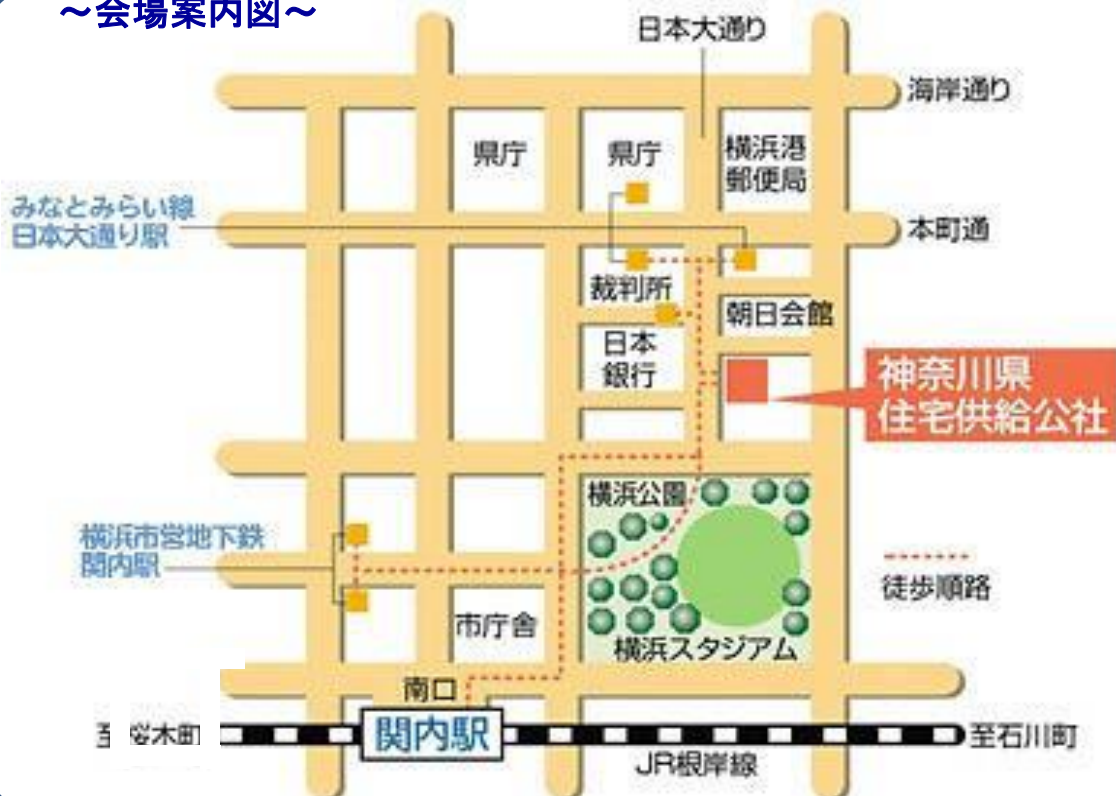 ～会場案内図～
日本大通り
海岸通り
県庁
県庁
横浜港
郵便局
みなとみらい線
日本大通り駅
本町通
裁判所
朝日会館
日本
銀行
神奈川県
住宅供給公社
横浜公園
横浜市営地下鉄
関内駅
徒歩順路
市庁舎
横浜スタジアム
南口
至桜木町
関内駅
至石川町
JR根岸線